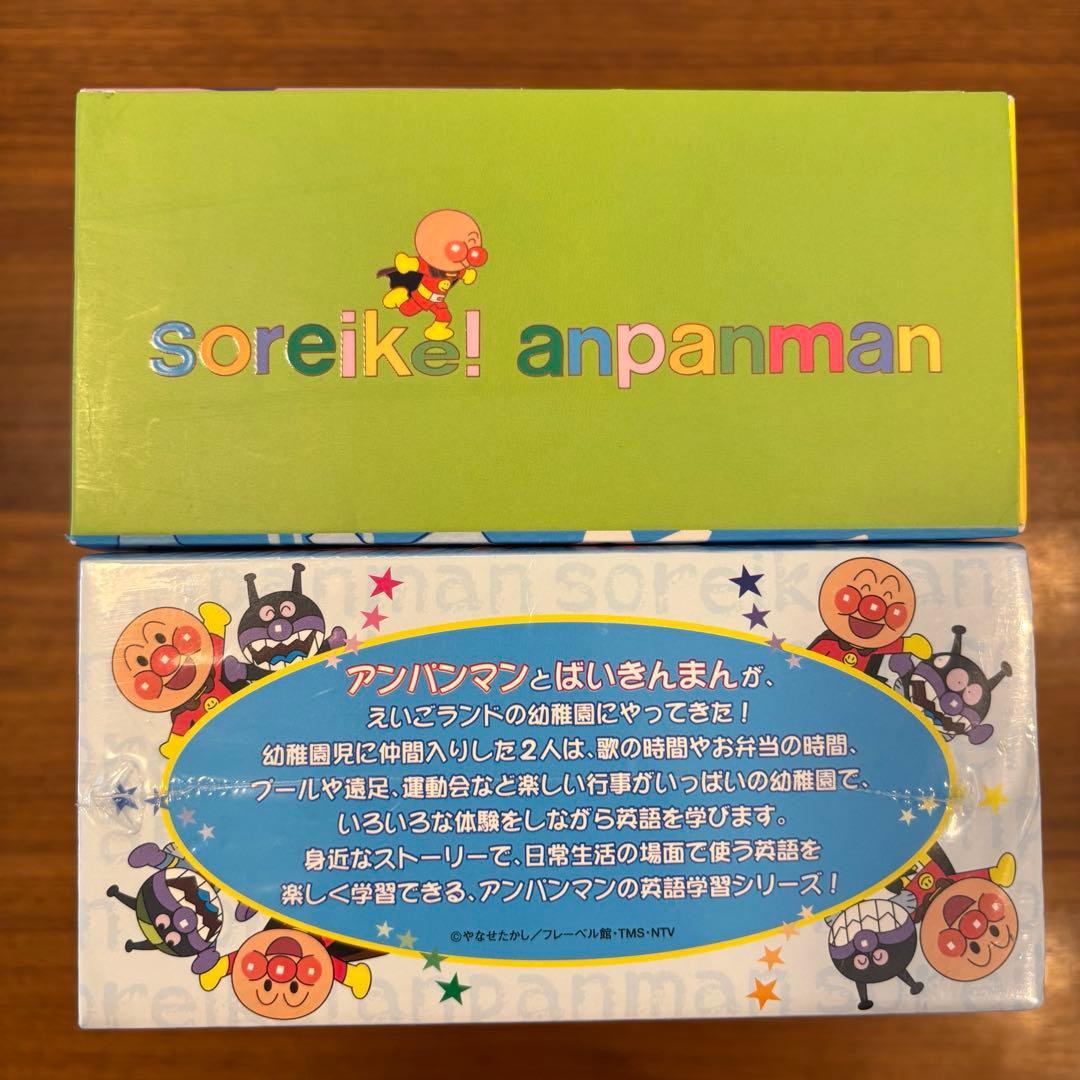 soreike! anpanman
anpanman soreike an
アンパンマンとばいきんまんが、
えいごランドの幼稚園にやってきた!
幼稚園児に仲間入りした2人は、歌の時間やお弁当の時間、
プールや遠足、運動会など楽しい行事がいっぱいの幼稚園で、
いろいろな体験をしながら英語を学びます。
身近なストーリーで、日常生活の場面で使う英語を
楽しく学習できる、アンパンマンの英語学習シリーズ!
©やなせたかし/フレーベル館・TMS・NTV
soreike anpanman sore